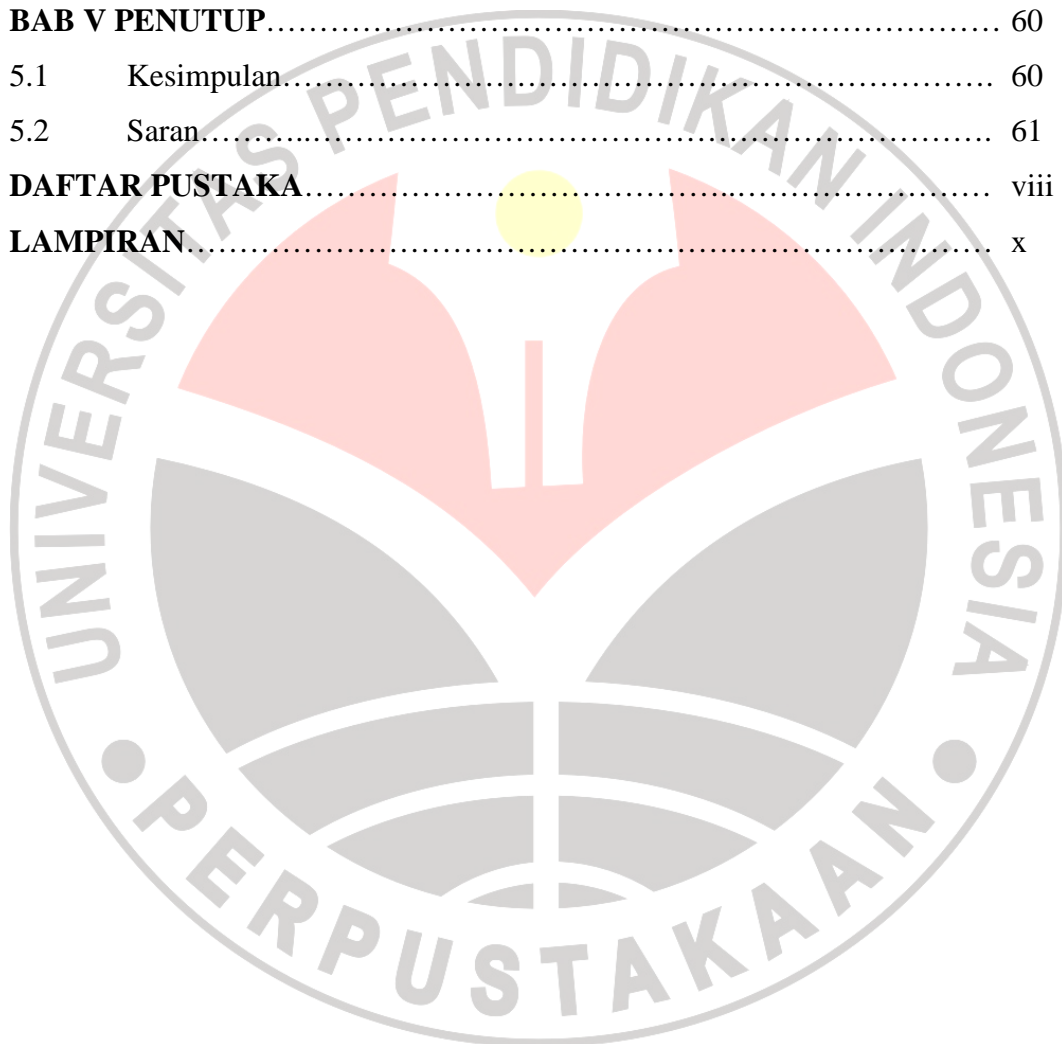 BAB V PENUTUP………………………………………………………………… 60
5.1 Kesimpulan………………………………………………………………. 60
5.2 Saran………………………………………………………………………. 61
DAFTAR PUSTAKA…………………………………………………………… viii
LAMPIRAN……………………………………………………………………… x
UNIVERSITAS PENDIDIKAN INDONESIA
PERPUSTAKAAN